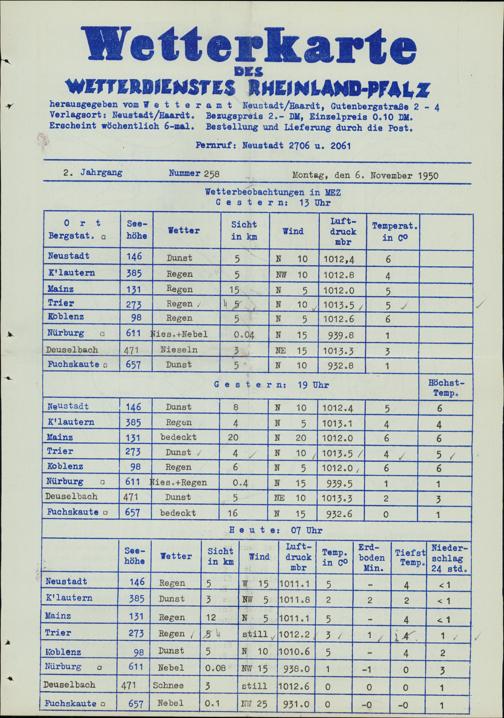 Wetterkarte
DES
WETTERDIENSTES RHEINLAND-PFALZ
herausgegeben vom W e t t e r a m t Neustadt/Haardt, Gutenbergstraße 2 - 4
Verlagsort: Neustadt/Haardt. Bezugspreis 2.- DM, Einzelpreis 0.10 DM.
Erscheint wöchentlich 6-mal. Bestellung und Lieferung durch die Post.
Fernruf: Neustadt 2706 u. 2061
2. Jahrgang Nummer 258 Montag, den 6. November 1950
Wetterbeobachtungen in MEZ
G e s t e r n : 13 Uhr
O r t See- Wetter Sicht Wind Luft- Temperat.
Bergstat. ¤ höhe in km druck in C°
mbr
Neustadt 146 Dunst 5 N 10 1012,4 6
K'lautern 385 Regen 5 NW 10 1012.8 4
Mainz 131 Regen 15 N 5 1012.0 5
Trier 273 Regen ✓ 5 N 10 ✓ 1013.5 ✓ 5 ✓
Koblenz 98 Regen 5 N 5 1012.6 6
Nürburg ¤ 611 Nies.+Nebel 0.04 N 15 939.8 1
Deuselbach 471 Nieseln 3 NE 15 1013.3 3
Fuchskaute ¤ 657 Dunst 5 N 10 932.8 1
G e s t e r n : 19 Uhr Höchst-
Temp.
Neustadt 146 Dunst 8 N 10 1012.4 5 6
K'lautern 385 Regen 4 N 5 1013.1 4 4
Mainz 131 bedeckt 20 N 20 1012.0 6 6
Trier 273 Dunst ✓ 4 ✓ N 10 ✓ 1013.5 ✓ 4 ✓ 5 ✓
Koblenz 98 Regen 6 N 5 1012.0 6 6
Nürburg ¤ 611 Nies.+Regen 0.4 N 15 939.5 1 1
Deuselbach 471 Dunst 5 NE 10 1013.3 2 3
Fuchskaute ¤ 657 bedeckt 16 N 15 932.6 0 1
H e u t e : 07 Uhr
See- Wetter Sicht Wind Luft- Temp. Erd- Tiefst Nieder-
höhe in km druck in C° boden Temp. schlag
mbr Min. 24 std.
Neustadt 146 Regen 5 W 15 1011.1 5 - 4 <1
K'lautern 385 Dunst 3 NW 5 1011.8 2 2 2 <1
Mainz 131 Regen 12 N 5 1011.1 5 - 4 <1
Trier 273 Regen ✓ 5 still ✓ 1012.2 ✓ 3 ✓ 1 ✓ 4 1 ✓
Koblenz 98 Dunst 5 N 10 1010.6 5 - 4 2
Nürburg ¤ 611 Nebel 0.08 NW 15 938.0 1 -1 0 3
Deuselbach 471 Schnee 3 still 1012.6 0 0 0 1
Fuchskaute ¤ 657 Nebel 0.1 NW 25 931.0 0 -0 -0 1